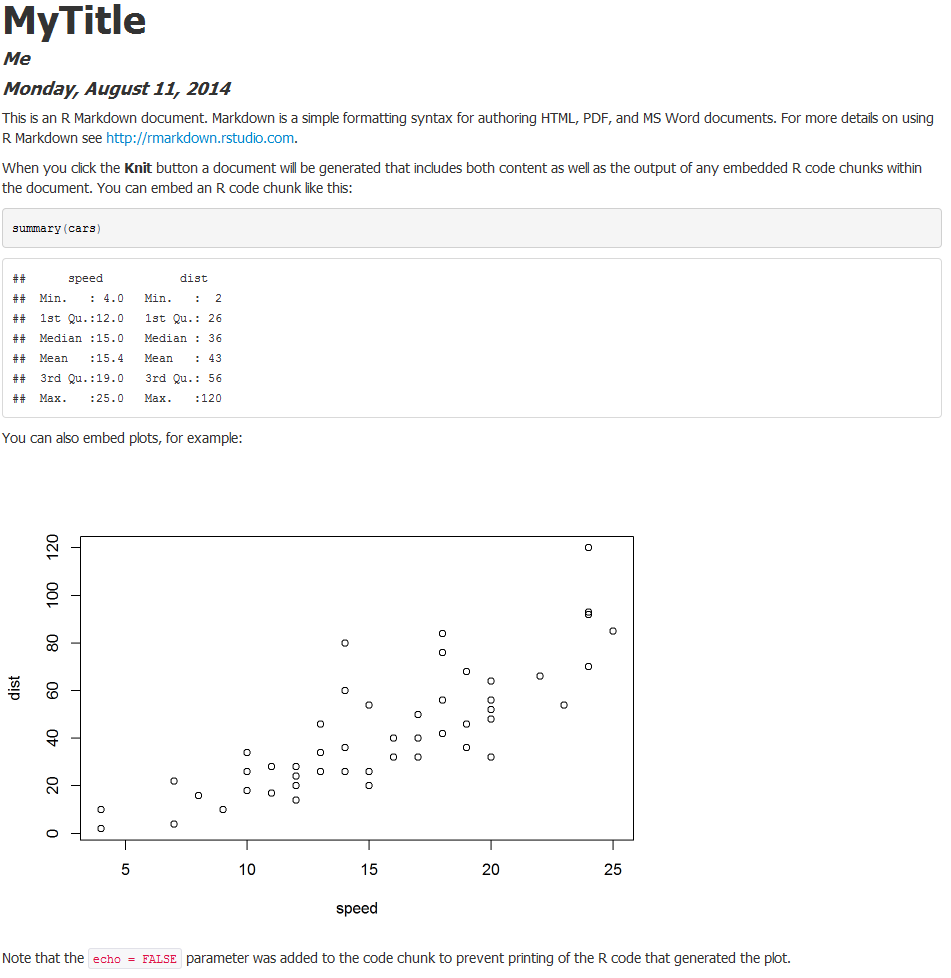 MyTitle
Me
Monday, August 11, 2014
This is an R Markdown document. Markdown is a simple formatting syntax for authoring HTML, PDF, and MS Word documents. For more details on using
R Markdown see http://rmarkdown.rstudio.com.
When you click the Knit button a document will be generated that includes both content as well as the output of any embedded R code chunks within
the document. You can embed an R code chunk like this:
summary(cars)
##      speed           dist
## Min.   : 4.0   Min.   :  2
## 1st Qu.:12.0   1st Qu.: 26
## Median :15.0   Median : 36
## Mean   :15.4   Mean   : 43
## 3rd Qu.:19.0   3rd Qu.: 56
## Max.   :25.0   Max.   :120
You can also embed plots, for example:
120
100
80
60
40
20
0
dist
5 10 15 20 25
speed
Note that the echo = FALSE parameter was added to the code chunk to prevent printing of the R code that generated the plot.